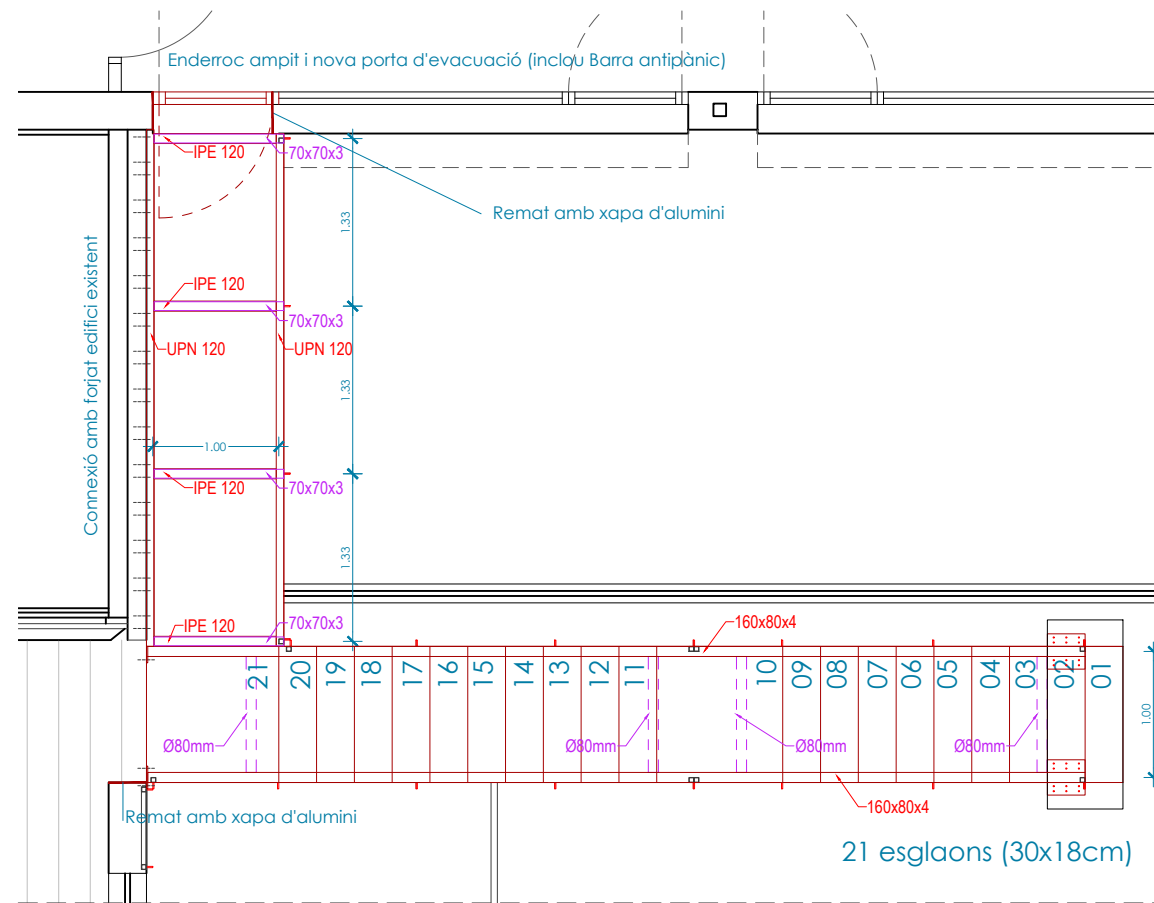 Enderroc ampit i nova porta d'evacuació (inclou Barra antipànic)
IPE 120
70x70x3
Remat amb xapa d'alumini
1.33
Connexió amb forjat edifici existent
IPE 120
70x70x3
UPN 120
UPN 120
1.33
1.00
IPE 120
70x70x3
1.33
IPE 120
70x70x3
160x80x4
21
20
19
18
17
16
15
14
13
12
11
10
09
08
07
06
05
04
03
02
01
1.00
Ø80mm
Ø80mm
Ø80mm
Ø80mm
160x80x4
Remat amb xapa d'alumini
21 esglaons (30x18cm)